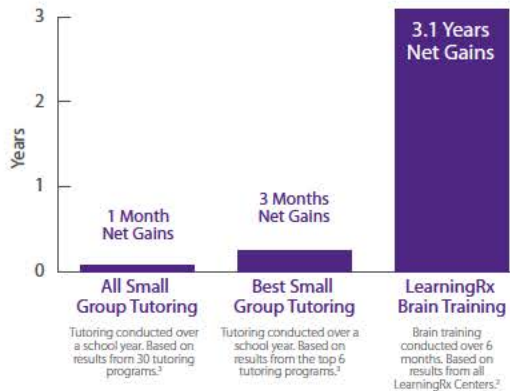 3
2
1
0
Years
1 Month
Net Gains
3 Months
Net Gains
3.1 Years
Net Gains
All Small
Group Tutoring
Tutoring conducted over
a school year. Based on
results from 30 tutoring
programs.³
Best Small
Group Tutoring
Tutoring conducted over a
school year. Based on
results from the top 6
tutoring programs.³
LearningRx
Brain Training
Brain training
conducted over 6
months. Based on
results from all
LearningRx Centers.²